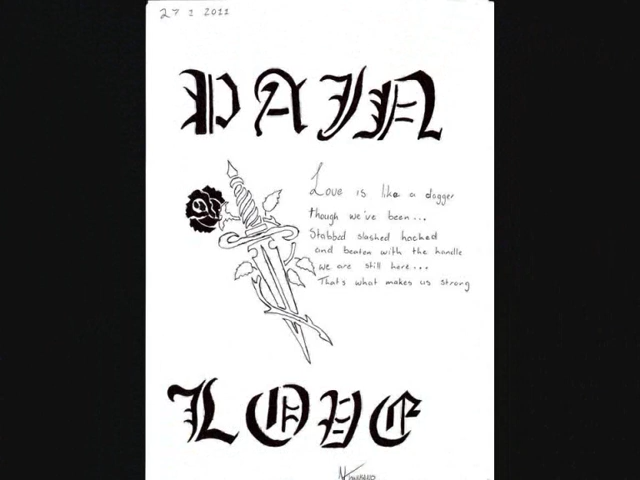 27 2 2011
PAIN
Love is like a dagger
though we've been...
Stabbed slashed hacked
and beaten with the handle
we are still here...
That's what makes us strong
LOVE